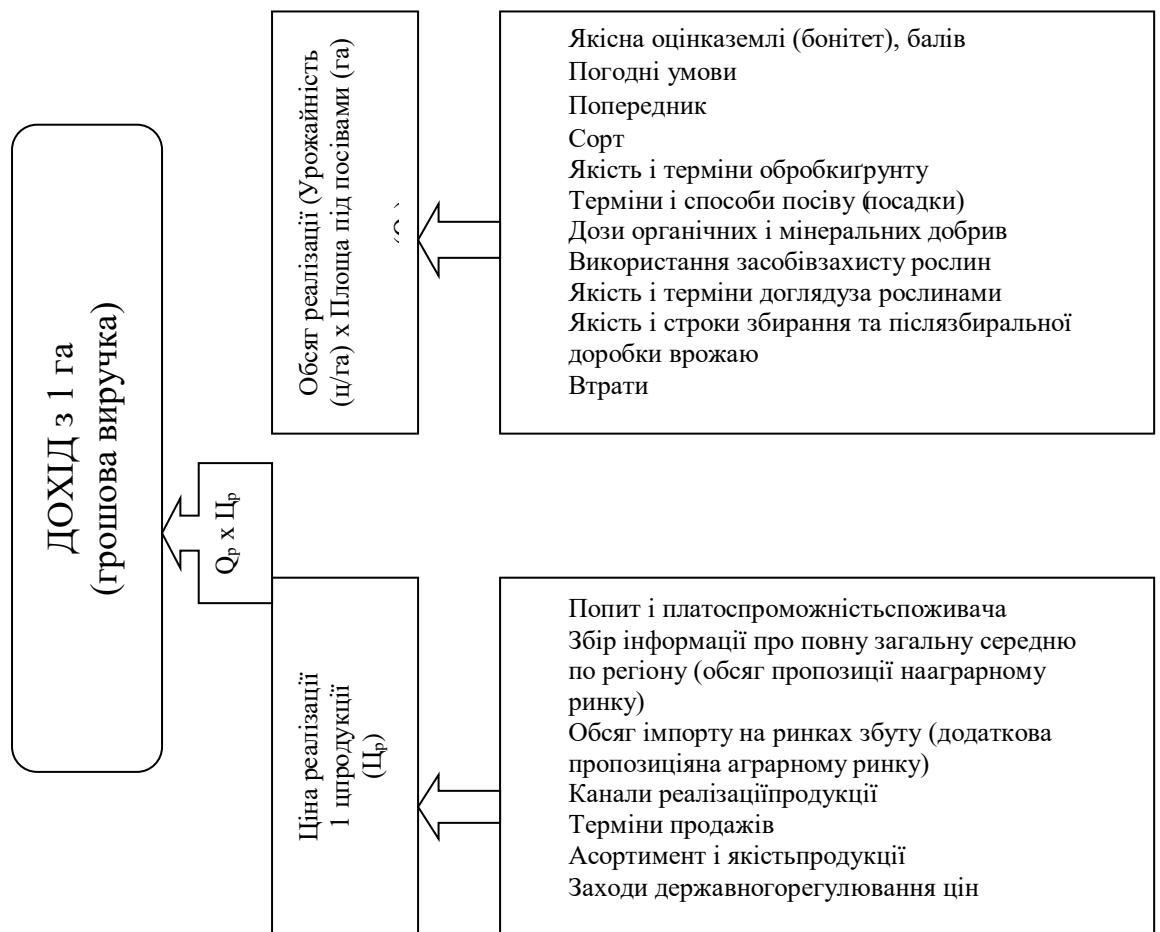 ДОХІД з 1 га
(грошова виручка)
Qр х Цр
Обсяг реалізації (Урожайність
(ц/га) х Площа під посівами (га)
Якісна оцінказемлі (бонітет), балів
Погодні умови
Попередник
Сорт
Якість і терміни обробкиґрунту
Терміни і способи посіву (посадки)
Дози органічних і мінеральних добрив
Використання засобівзахисту рослин
Якість і терміни доглядуза рослинами
Якість і строки збирання та післязбиральної
доробки врожаю
Втрати
Ціна реалізації
1 цпродукції
(Цр)
Попит і платоспроможністьспоживача
Збір інформації про повну загальну середню
по регіону (обсяг пропозиції нааграрному
ринку)
Обсяг імпорту на ринках збуту (додаткова
пропозиціяна аграрному ринку)
Канали реалізаціїпродукції
Терміни продажів
Асортимент і якістьпродукції
Заходи державногорегулювання цін